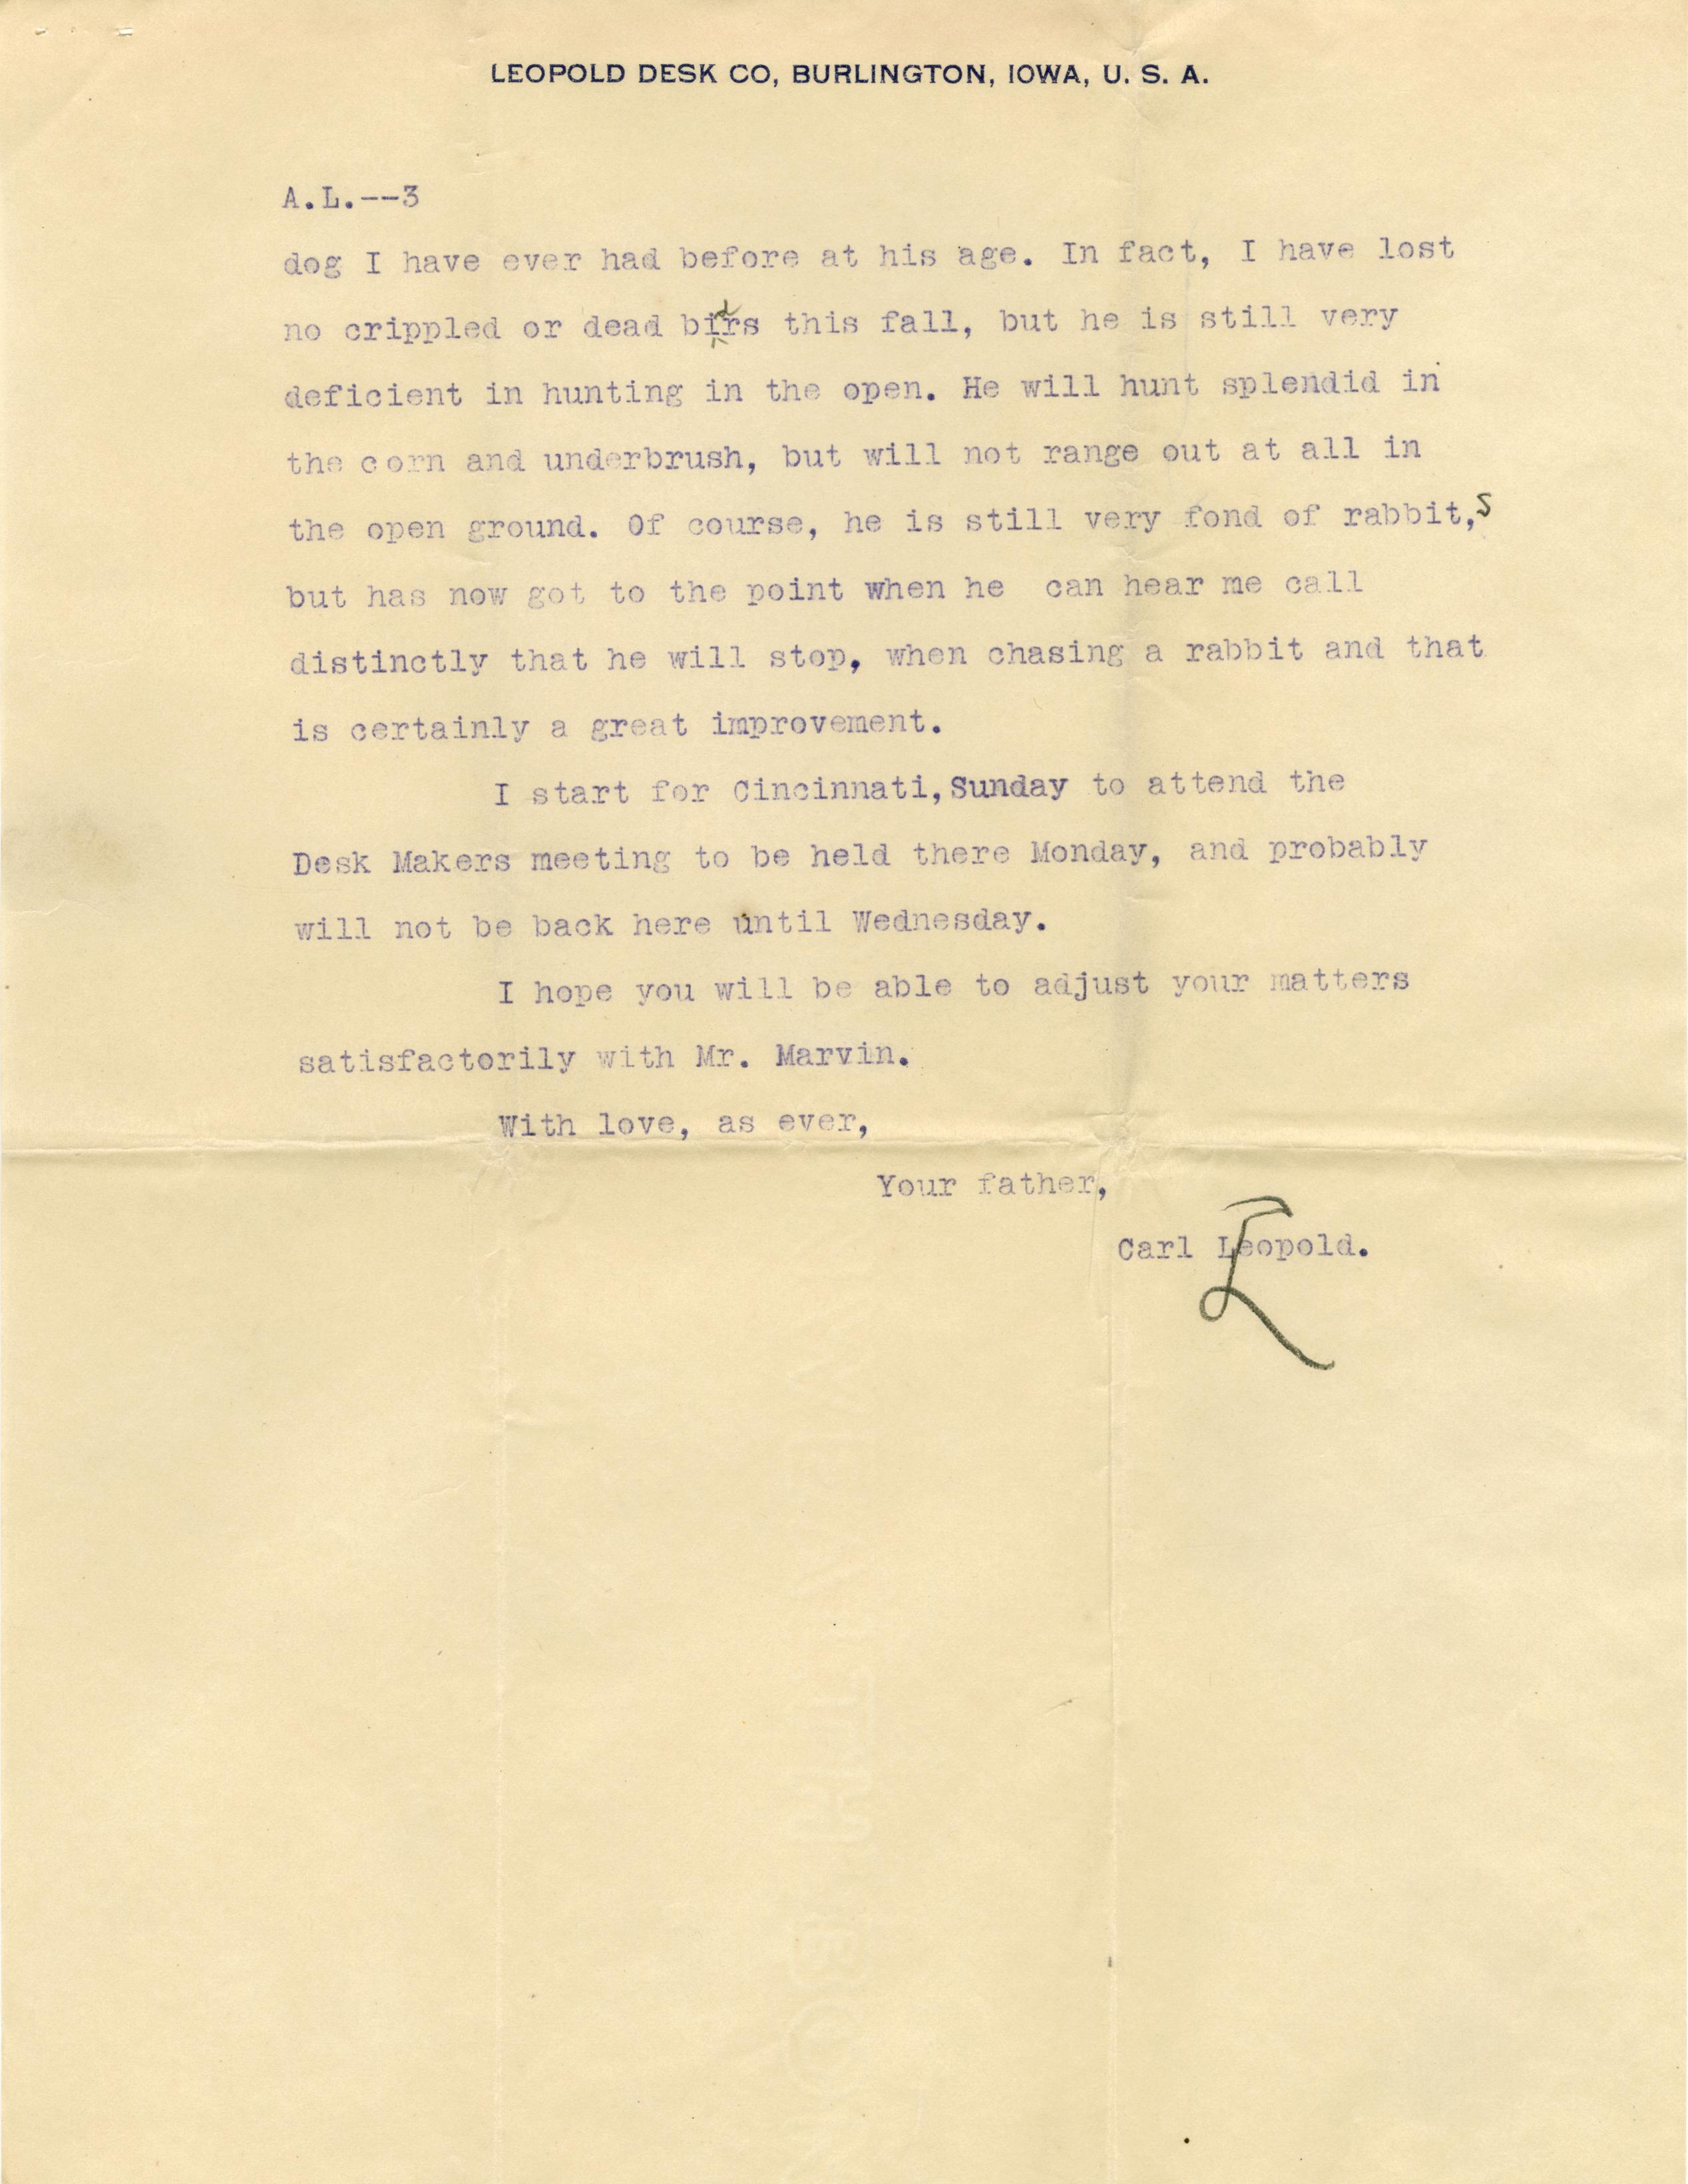 LEOPOLD DESK CO, BURLINGTON, IOWA, U. S. A.
A.L.--3
dog I have ever had before at his age. In fact, I have lost
no crippled or dead birds this fall, but he is still very
deficient in hunting in the open. He will hunt splendid in
the corn and underbrush, but will not range out at all in
the open ground. Of course, he is still very fond of rabbit,s
but has now got to the point when he can hear me call
distinctly that he will stop, when chasing a rabbit and that
is certainly a great improvement.
I start for Cincinnati, Sunday to attend the
Desk Makers meeting to be held there Monday, and probably
will not be back here until Wednesday.
I hope you will be able to adjust your matters
satisfactorily with Mr. Marvin.
With love, as ever,
Your father,
Carl Leopold.
L